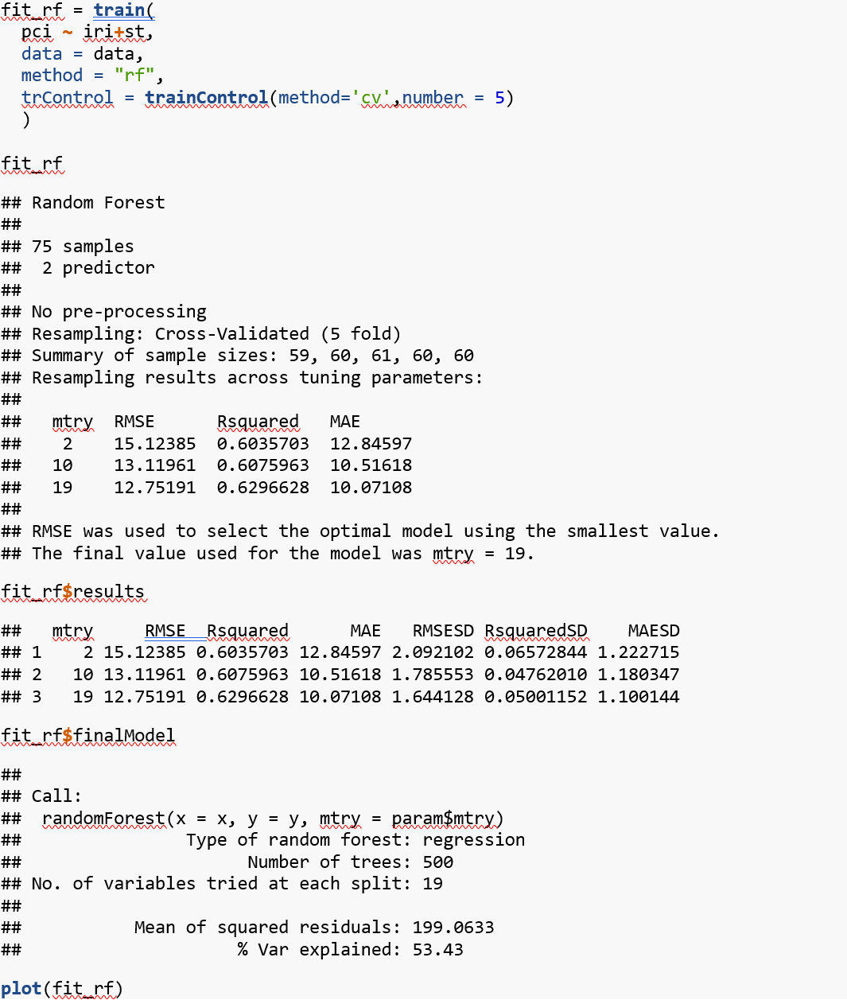 fit_rf = train(
  pci ~ iri+st,
  data = data,
  method = "rf",
  trControl = trainControl(method='cv',number = 5)
  )
fit_rf
## Random Forest
##
## 75 samples
##  2 predictor
##
## No pre-processing
## Resampling: Cross-Validated (5 fold)
## Summary of sample sizes: 59, 60, 61, 60, 60
## Resampling results across tuning parameters:
##
##   mtry  RMSE      Rsquared   MAE
##    2    15.12385  0.6035703  12.84597
##   10    13.11961  0.6075963  10.51618
##   19    12.75191  0.6296628  10.07108
##
## RMSE was used to select the optimal model using the smallest value.
## The final value used for the model was mtry = 19.
fit_rf$results
##   mtry     RMSE  Rsquared      MAE   RMSESD RsquaredSD    MAESD
## 1    2 15.12385 0.6035703 12.84597 2.092102 0.06572844 1.222715
## 2   10 13.11961 0.6075963 10.51618 1.785553 0.04762010 1.180347
## 3   19 12.75191 0.6296628 10.07108 1.644128 0.05001152 1.100144
fit_rf$finalModel
##
## Call:
##  randomForest(x = x, y = y, mtry = param$mtry)
##                Type of random forest: regression
##                      Number of trees: 500
## No. of variables tried at each split: 19
##
##           Mean of squared residuals: 199.0633
##                     % Var explained: 53.43
plot(fit_rf)